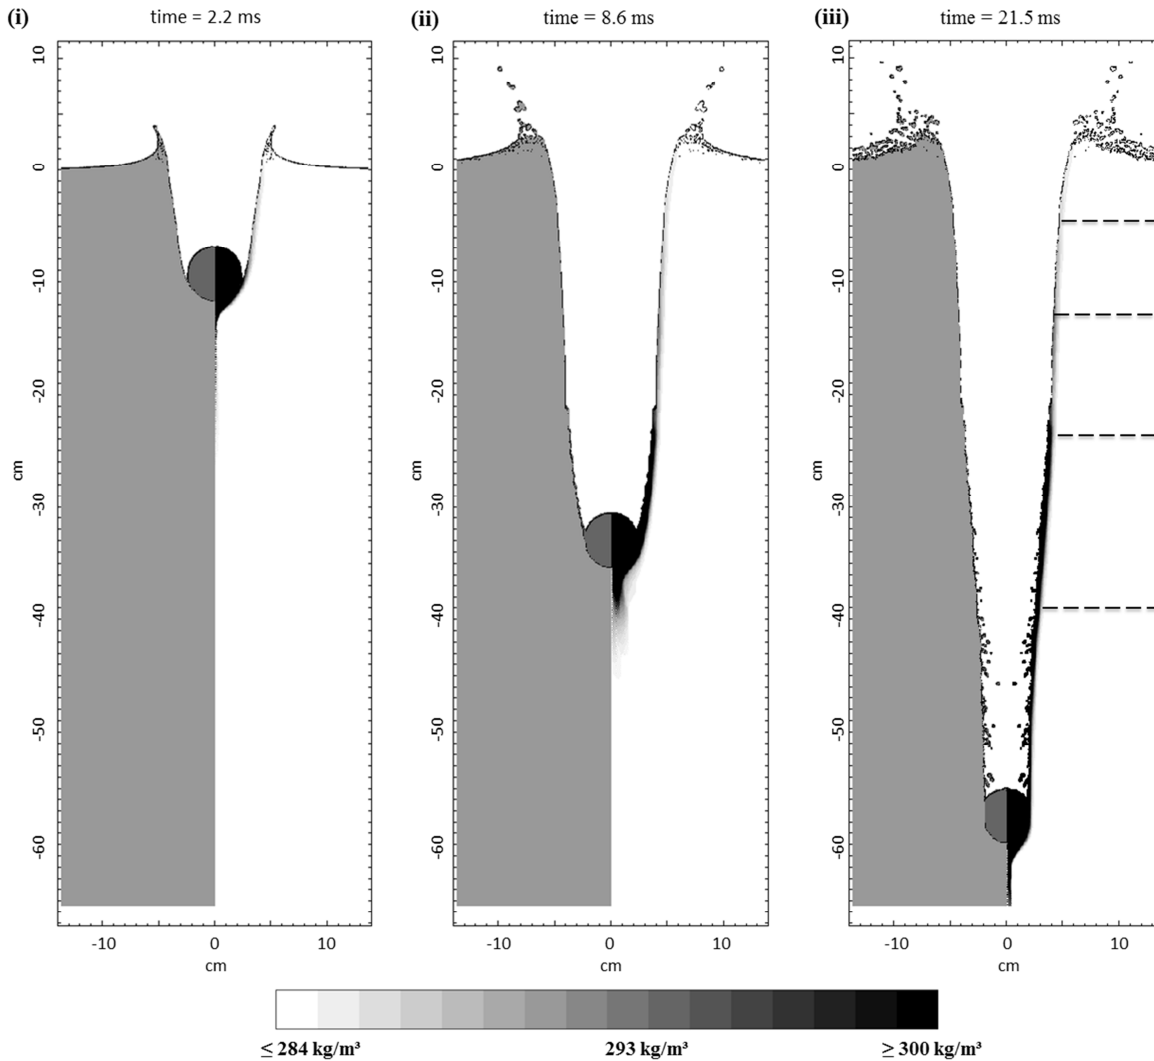 (i) time = 2.2 ms (ii) time = 8.6 ms (iii) time = 21.5 ms
10 10 10
0 0 0
-10 -10 -10
-20 -20 -20
cm cm cm
-30 -30 -30
-40 -40 -40
-50 -50 -50
-60 -60 -60
-10 0 10 -10 0 10 -10 0 10
cm cm cm
≤ 284 kg/m³ 293 kg/m³ ≥ 300 kg/m³